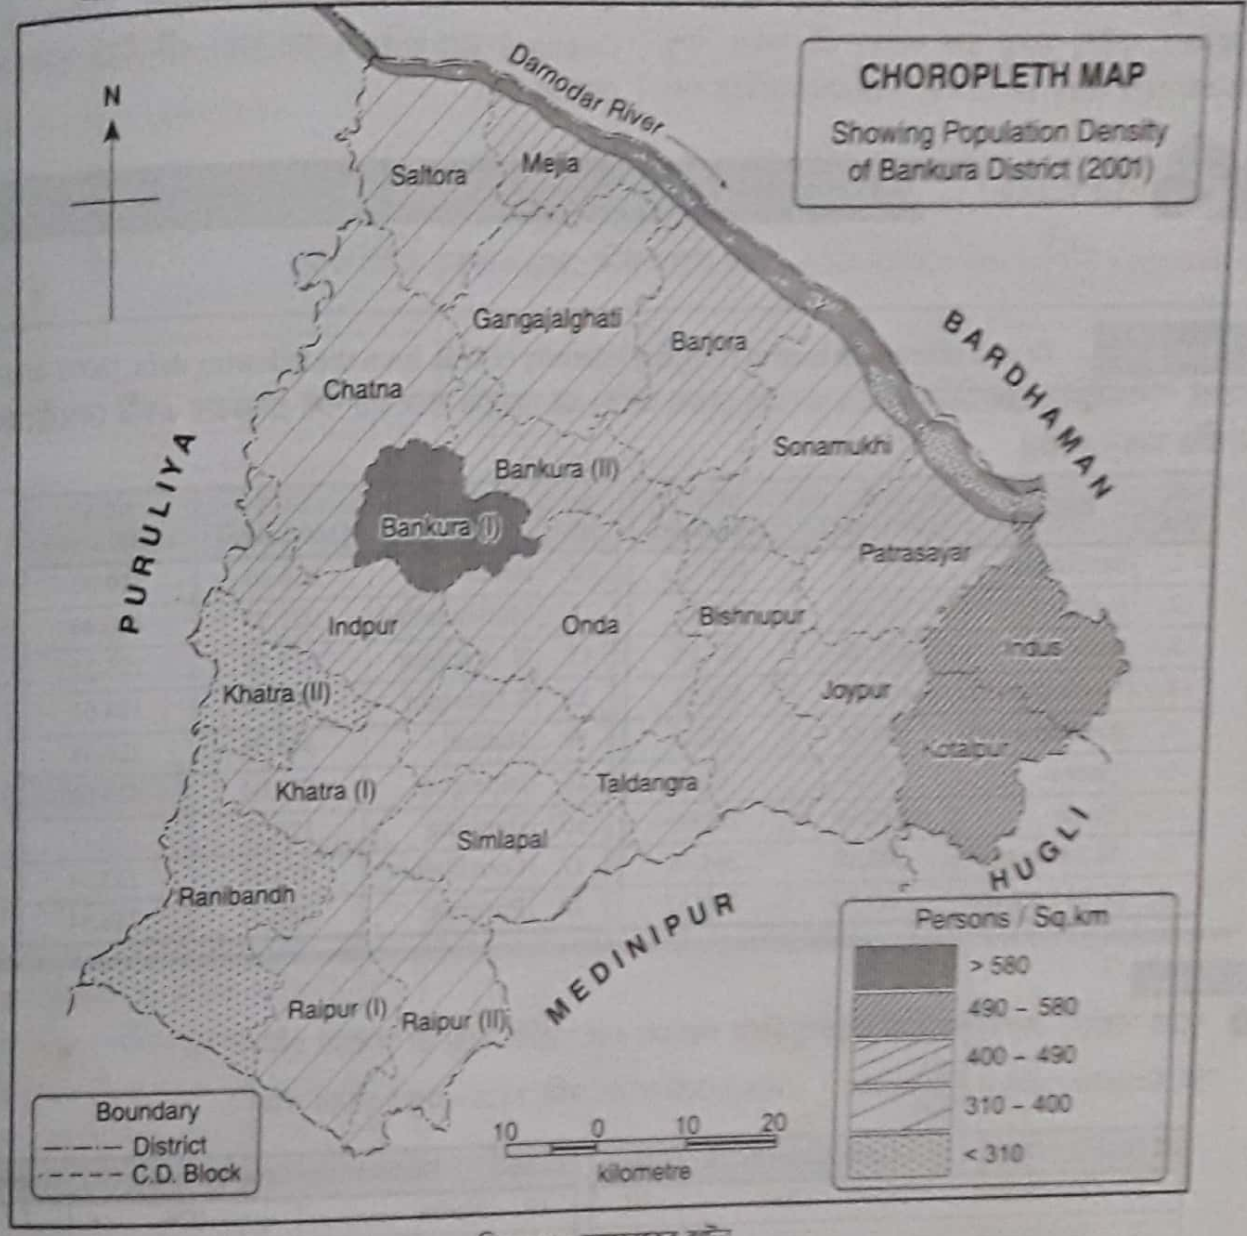 CHOROPLETH MAP
Showing Population Density
of Bankura District (2001)
N
Damodar River
Saltora
Mejia
Gangajalghati
Barjora
BARDHAMAN
Chatna
Sonamukhi
Bankura (II)
PURULIYA
Bankura (I)
Patrasayar
Indpur
Onda
Bishnupur
Indus
Khatra (II)
Joypur
Kotalpur
Khatra (I)
Taldangra
Simlapal
HUGLI
Ranibandh
MEDINIPUR
Raipur (I)
Raipur (II)
Persons / Sq.km
> 580
490 – 580
400 – 490
310 – 400
< 310
Boundary
District
C.D. Block
10 0 10 20
kilometre